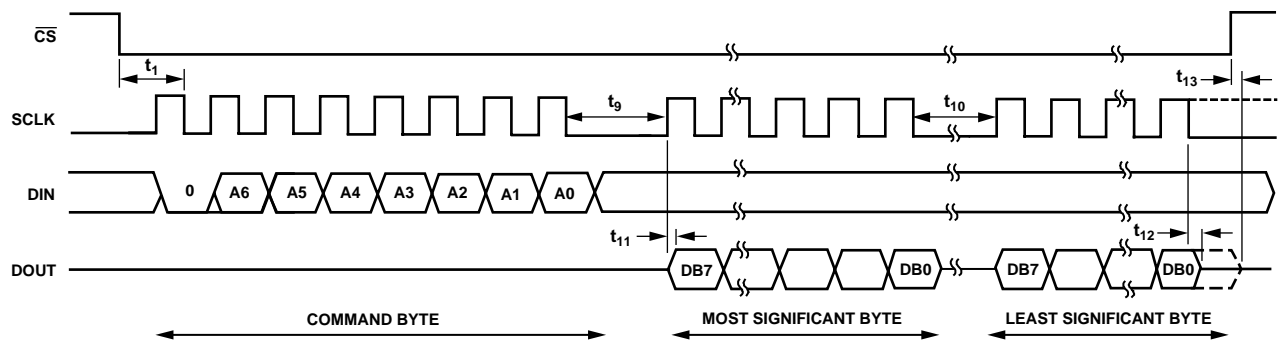 CS
t1
t13
SCLK
t9
t10
DIN
0 A6 A5 A4 A3 A2 A1 A0
t11
t12
DOUT
DB7 DB0 DB7 DB0
COMMAND BYTE MOST SIGNIFICANT BYTE LEAST SIGNIFICANT BYTE